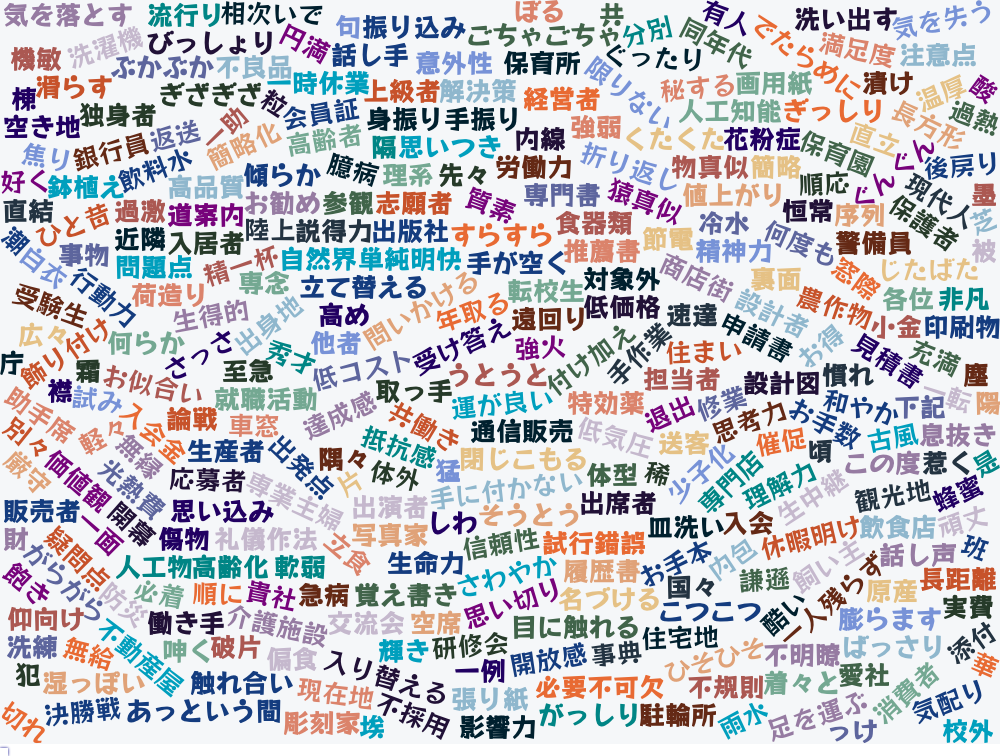 気を落とす
流行り
相次いで
句
振り込み
ぼる
共
有人
洗い出す
気を失う
機敏
洗濯機
びっしょり
円満
話し手
ごちゃごちゃ
分別
同年代
でたらめに
満足度
注意点
ぶかぶか
不良品
意外性
保育所
ぐったり
滑らす
棟
ぎざぎざ
粒
一時休業
上級者
解決策
経営者
限りない
秘する
画用紙
漬け
温厚
酸
空き地
独身者
一助
会員証
身振り手振り
強弱
人工知能
ぎっしり
長方形
過熱
焦り
銀行員
返送
簡略化
高齢者
隔
思いつき
内線
くたくた
花粉症
保育園
直立
ぐんぐん
後戻り
好く
鉢植え
飲料水
高品質
傾らか
臆病
理系
先々
労働力
折り返し
物真似
簡略
順応
現代人
墨
直結
ひと昔
過激
道案内
お勧め
参観
志願者
質素
専門書
猿真似
値上がり
恒常
序列
保護者
芝
潮
白衣
事物
近隣
入居者
陸上
説得力
出版社
すらすら
食器類
推薦書
節電
冷水
精神力
何度も
警備員
被
問題点
精一杯
自然界
単純明快
手が空く
対象外
商店街
裏面
窓際
じたばた
受験生
行動力
荷造り
専念
立て替える
転校生
低価格
設計者
農作物
各位
非凡
広々
飾り付け
何らか
生得的
出身地
高め
問いかける
年取る
遠回り
速達
申請書
お得
小金
印刷物
庁
霜
さっさ
秀才
他者
低コスト
受け答え
強火
付け加え
手作業
住まい
見積書
充満
塵
襟
お似合い
至急
取っ手
うとうと
担当者
設計図
慣れ
助手席
試み
入会金
論戦
就職活動
達成感
共働き
運が良い
特効薬
退出
修業
思考力
お手数
和やか
下記
一転
陽
別々
軽々
無縁
生産者
車窓
出発点
隅々
抵抗感
通信販売
低気圧
送客
催促
頃
古風
息抜き
厳守
価値観
光熱費
応募者
専業主婦
片
体外
猛
閉じこもる
体型
稀
少子化
専門店
理解力
この度
惹く
是
販売者
一面
開幕
思い込み
出演者
手に付かない
出席者
生中継
観光地
蜂蜜
財
疑問点
傷物
礼儀作法
立食
写真家
しわ
そうとう
皿洗い
入会
休暇明け
飲食店
頑丈
飽き
がらがら
人工物
高齢化
軟弱
生命力
信頼性
試行錯誤
お手本
内包
飼い主
話し声
班
防災
必着
順に
貴社
急病
覚え書き
さわやか
履歴書
国々
謙遜
一人残らず
原産
長距離
仰向け
働き手
介護施設
交流会
空席
思い切り
名づける
こつこつ
酷い
膨らます
実費
洗練
無給
不動産屋
呻く
破片
偏食
輝き
研修会
目に触れる
住宅地
不明瞭
ばっさり
添付
犯
湿っぽい
触れ合い
現在地
入り替える
一例
開放感
事典
ひそひそ
着々と
愛社
華
切れ
決勝戦
あっという間
彫刻家
埃
不採用
張り紙
影響力
必要不可欠
がっしり
不規則
駐輪所
雨水
足を運ぶ
消費者
っけ
気配り
校外